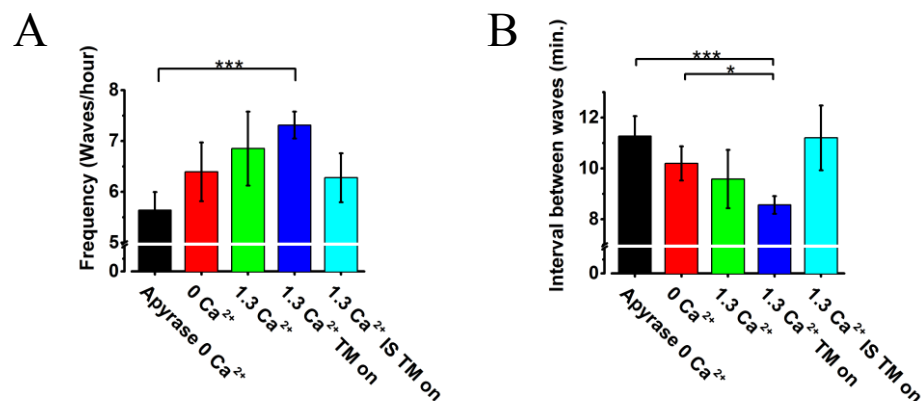 A
Frequency (Waves/hour)
***
8
7
6
5
0
Apyrase 0 Ca²⁺
0 Ca²⁺
1.3 Ca²⁺
1.3 Ca²⁺ TM on
1.3 Ca²⁺ IS TM on
B
Interval between waves (min.)
***
*
12
10
8
0
Apyrase 0 Ca²⁺
0 Ca²⁺
1.3 Ca²⁺
1.3 Ca²⁺ TM on
1.3 Ca²⁺ IS TM on